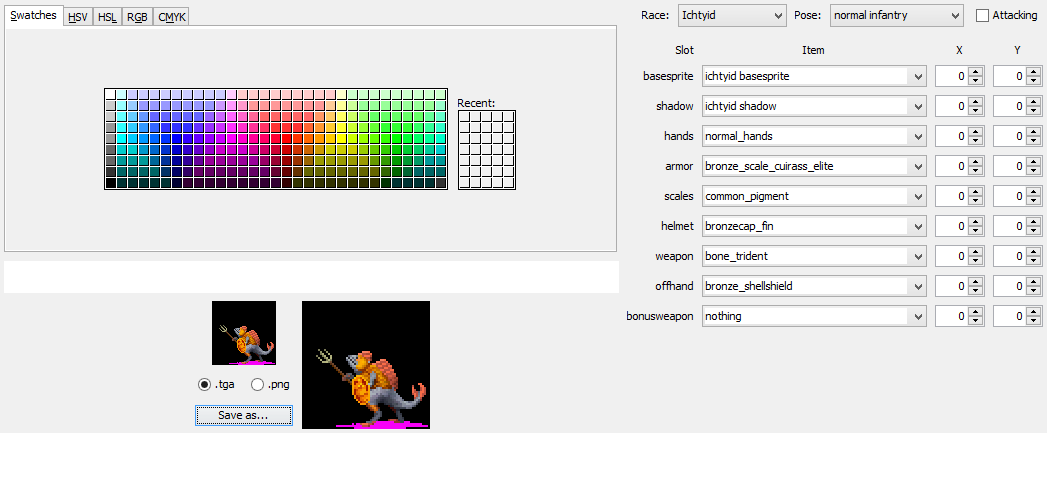 Swatches HSV HSL RGB CMYK
Recent:
.tga .png
Save as...
Race: Ichtyid Pose: normal infantry Attacking
Slot Item X Y
basesprite ichtyid basesprite 0 0
shadow ichtyid shadow 0 0
hands normal_hands 0 0
armor bronze_scale_cuirass_elite 0 0
scales common_pigment 0 0
helmet bronzecap_fin 0 0
weapon bone_trident 0 0
offhand bronze_shellshield 0 0
bonusweapon nothing 0 0